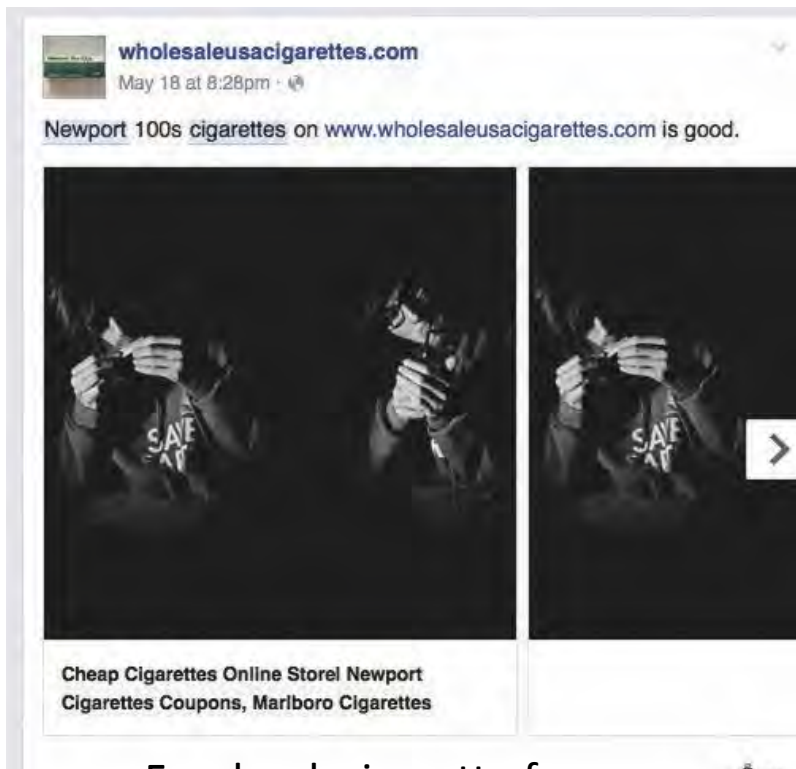 wholesaleusacigarettes.com
May 18 at 8:28pm ·
Newport 100s cigarettes on www.wholesaleusacigarettes.com is good.
SAVE
SAVE
Cheap Cigarettes Online Storel Newport
Cigarettes Coupons, Marlboro Cigarettes